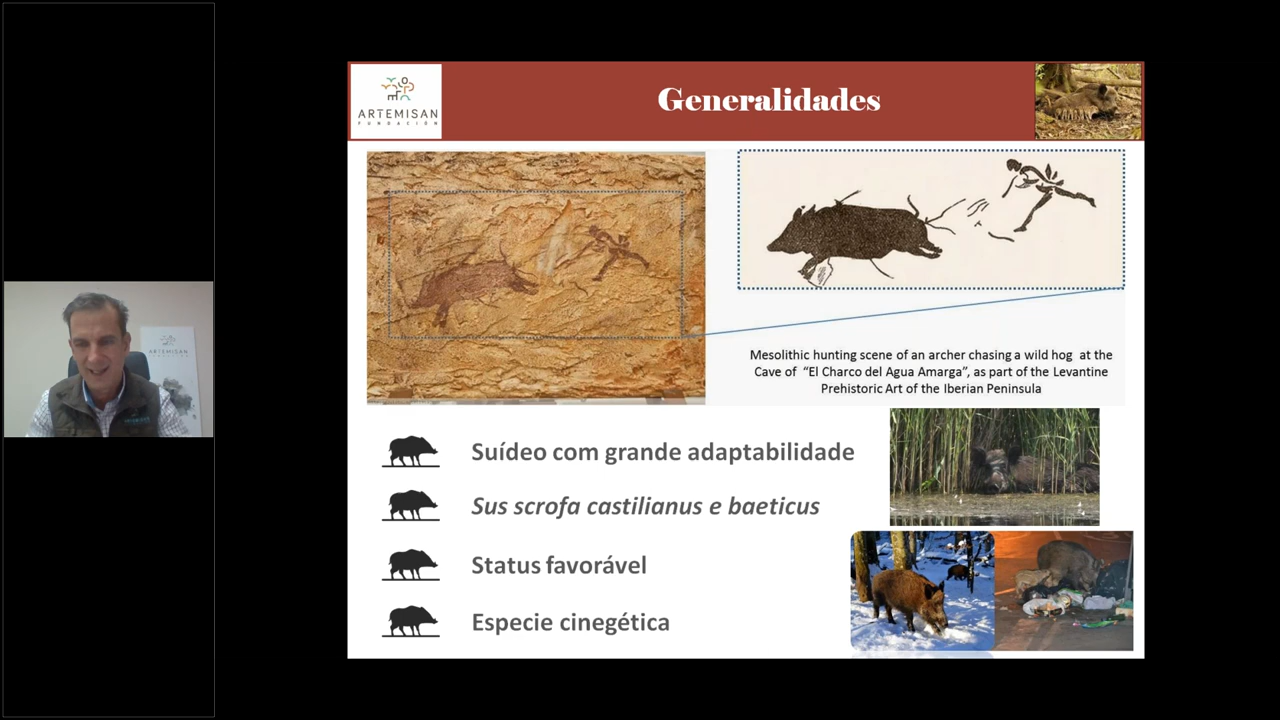 ARTEMISAN
FUNDACIÓN
Generalidades
Mesolithic hunting scene of an archer chasing a wild hog at the
Cave of "El Charco del Agua Amarga", as part of the Levantine
Prehistoric Art of the Iberian Peninsula
Suídeo com grande adaptabilidade
Sus scrofa castilianus e baeticus
Status favorável
Especie cinegética
ARTEMISAN